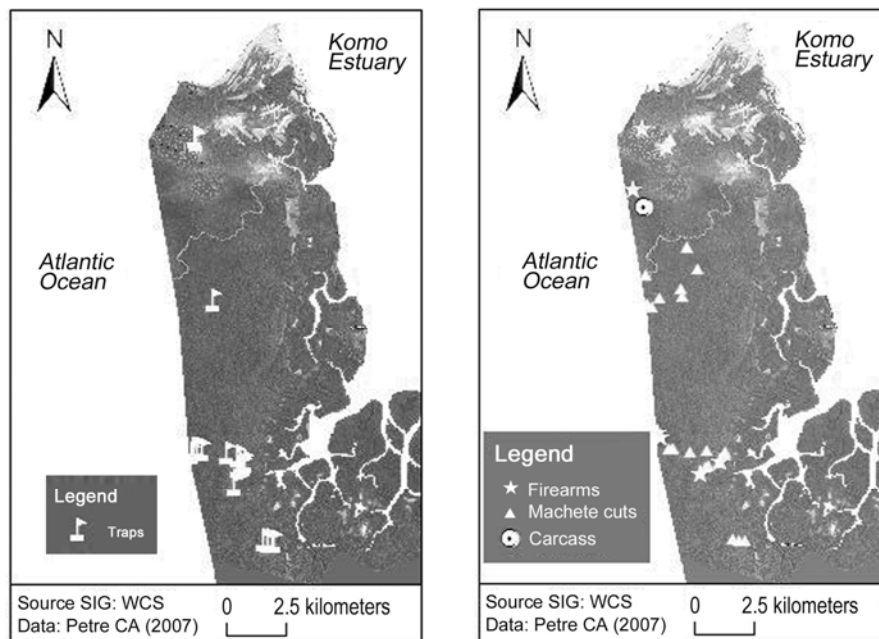 N
Komo
Estuary
Atlantic
Ocean
Legend
Traps
Source SIG: WCS
Data: Petre CA (2007)
0 2.5 kilometers
N
Komo
Estuary
Atlantic
Ocean
Legend
Firearms
Machete cuts
Carcass
Source SIG: WCS
Data: Petre CA (2007)
0 2.5 kilometers